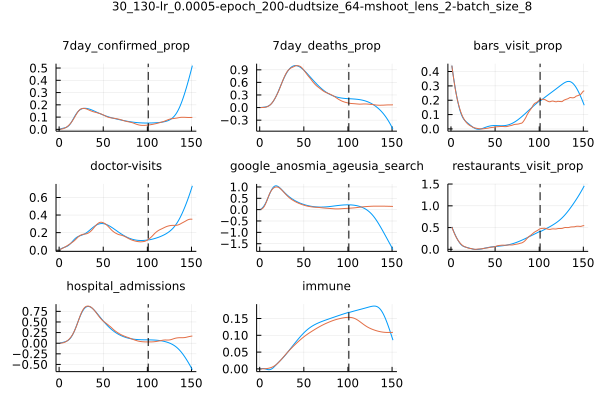 30_130-lr_0.0005-epoch_200-dudtsize_64-mshoot_lens_2-batch_size_8
7day_confirmed_prop 7day_deaths_prop bars_visit_prop
0.5 0.4 0.3 0.2 0.1 0.0
0 50 100 150
0.9 0.6 0.3 0.0 −0.3
0 50 100 150
0.4 0.3 0.2 0.1 0.0
0 50 100 150
doctor-visits google_anosmia_ageusia_search restaurants_visit_prop
0.6 0.4 0.2 0.0
0 50 100 150
1.0 0.5 0.0 −0.5 −1.0 −1.5
0 50 100 150
1.5 1.0 0.5 0.0
0 50 100 150
hospital_admissions immune
0.75 0.50 0.25 0.00 −0.25 −0.50
0 50 100 150
0.15 0.10 0.05 0.00
0 50 100 150